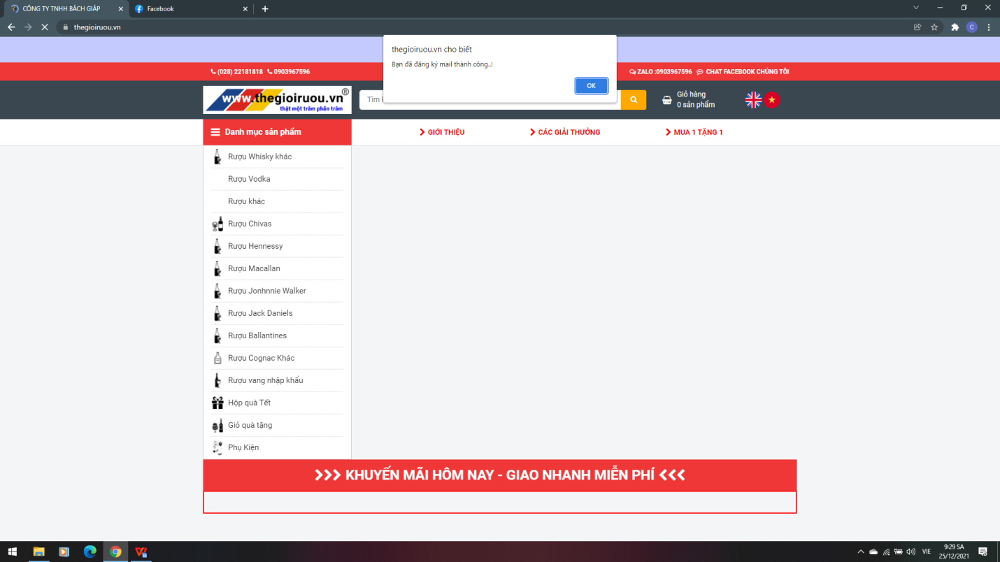 CÔNG TY TNHH BÁCH GIÁP
Facebook
thegioiruou.vn
C
thegioiruou.vn cho biết
Bạn đã đăng ký mail thành công..!
OK
(028) 22181818 0903967596
ZALO :0903967596 CHAT FACEBOOK CHÚNG TÔI
www.thegioiruou.vn®
thật một trăm phần trăm
Tìm
Giỏ hàng
0 sản phẩm
Danh mục sản phẩm
GIỚI THIỆU
CÁC GIẢI THƯỞNG
MUA 1 TẶNG 1
Rượu Whisky khác
Rượu Vodka
Rượu khác
Rượu Chivas
Rượu Hennessy
Rượu Macallan
Rượu Jonhnnie Walker
Rượu Jack Daniels
Rượu Ballantines
Rượu Cognac Khác
Rượu vang nhập khẩu
Hộp quà Tết
Giỏ quà tặng
Phụ Kiện
KHUYẾN MÃI HÔM NAY - GIAO NHANH MIỄN PHÍ
VIE
9:29 SA
25/12/2021